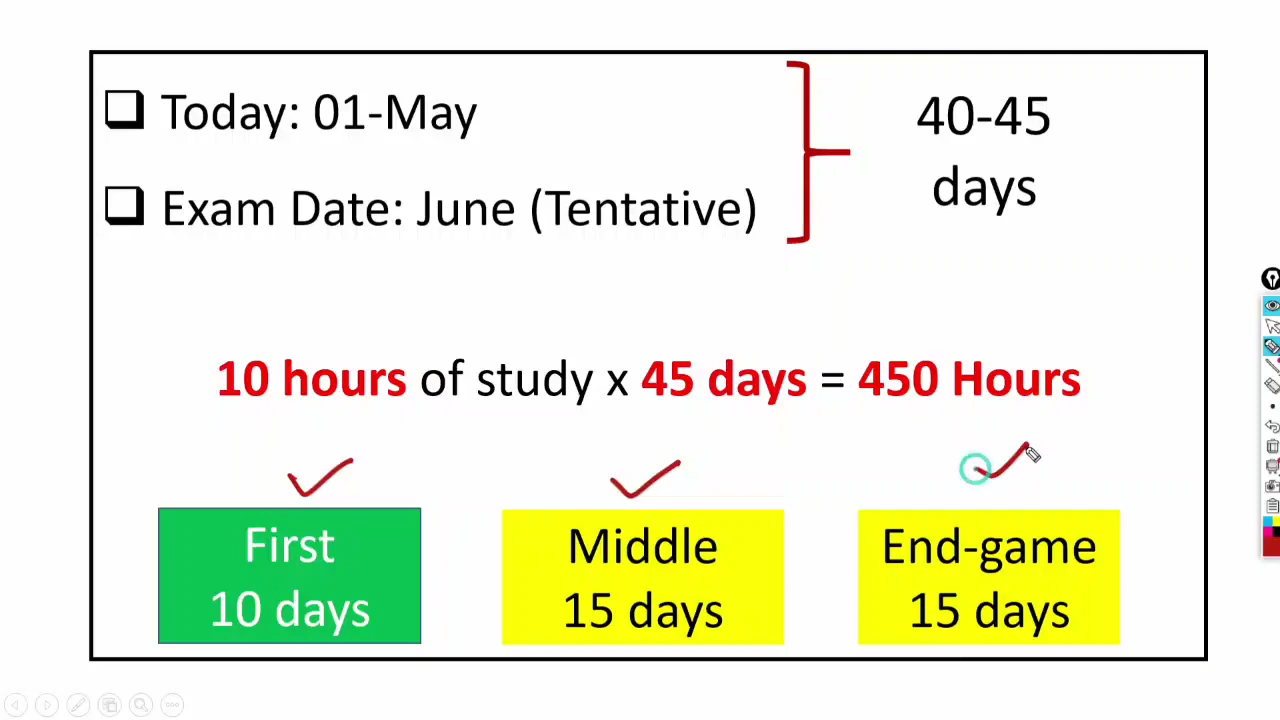 Today: 01-May
Exam Date: June (Tentative)
40-45
days
10 hours of study x 45 days = 450 Hours
First
10 days
Middle
15 days
End-game
15 days